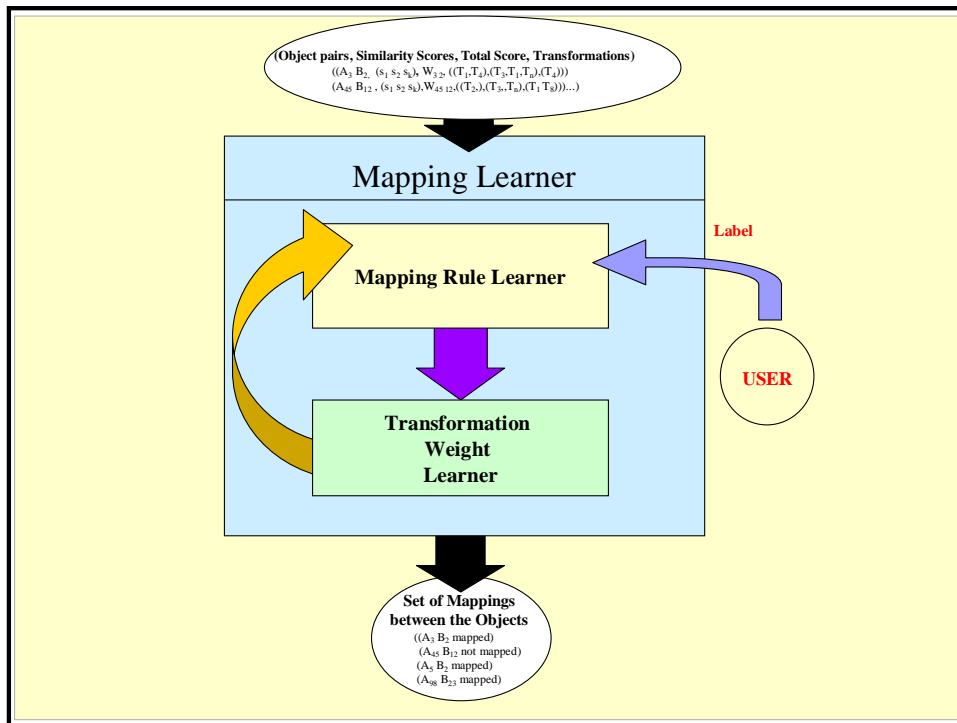 (Object pairs, Similarity Scores, Total Score, Transformations)
((A3 B2, (s1 s2 sk), W3 2, ((T1,T4),(T3,T1,Tn),(T4)))
(A45 B12 , (s1 s2 sk),W45 12,((T2,),(T3,,Tn),(T1 T8)))...)
Mapping Learner
Label
Mapping Rule Learner
USER
Transformation
Weight
Learner
Set of Mappings
between the Objects
((A3 B2 mapped)
(A45 B12 not mapped)
(A5 B2 mapped)
(A98 B23 mapped)